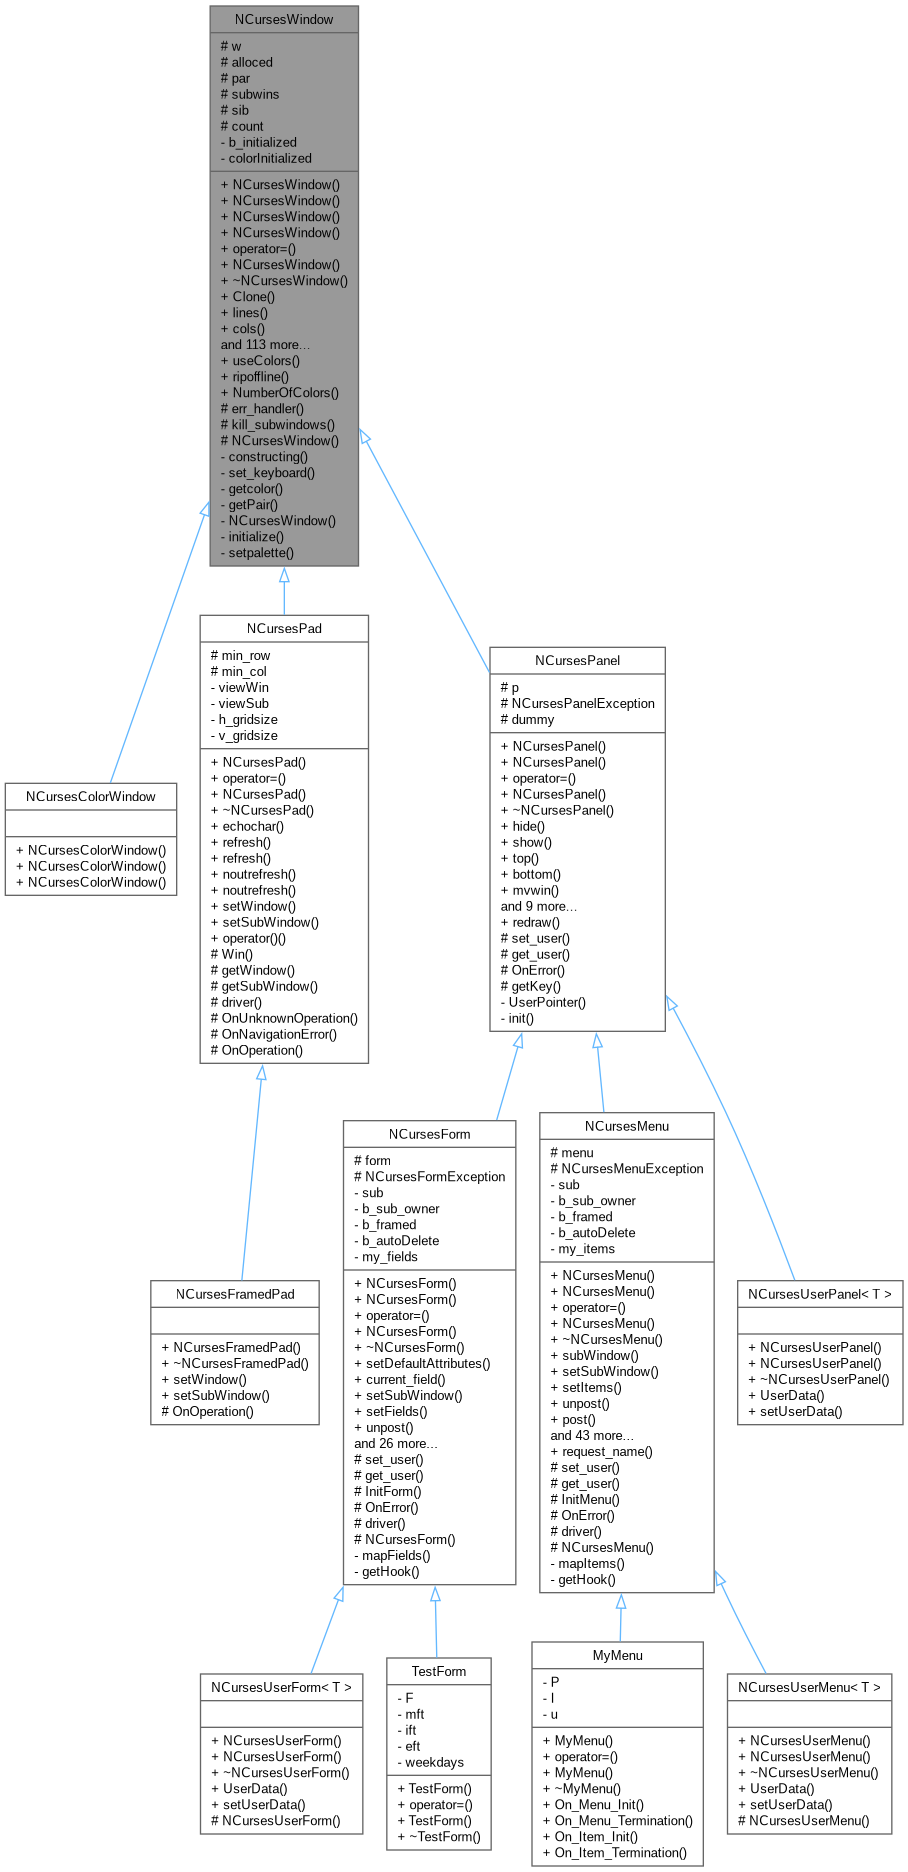 NCursesWindow
# w
# alloced
# par
# subwins
# sib
# count
- b_initialized
- colorInitialized
+ NCursesWindow()
+ NCursesWindow()
+ NCursesWindow()
+ NCursesWindow()
+ operator=()
+ NCursesWindow()
+ ~NCursesWindow()
+ Clone()
+ lines()
+ cols()
and 113 more...
+ useColors()
+ ripoffline()
+ NumberOfColors()
# err_handler()
# kill_subwindows()
# NCursesWindow()
- constructing()
- set_keyboard()
- getcolor()
- getPair()
- NCursesWindow()
- initialize()
- setpalette()
NCursesColorWindow
+ NCursesColorWindow()
+ NCursesColorWindow()
+ NCursesColorWindow()
NCursesPad
# min_row
# min_col
- viewWin
- viewSub
- h_gridsize
- v_gridsize
+ NCursesPad()
+ operator=()
+ NCursesPad()
+ ~NCursesPad()
+ echochar()
+ refresh()
+ refresh()
+ noutrefresh()
+ noutrefresh()
+ setWindow()
+ setSubWindow()
+ operator()()
# Win()
# getWindow()
# getSubWindow()
# driver()
# OnUnknownOperation()
# OnNavigationError()
# OnOperation()
NCursesPanel
# p
# NCursesPanelException
# dummy
+ NCursesPanel()
+ NCursesPanel()
+ operator=()
+ NCursesPanel()
+ ~NCursesPanel()
+ hide()
+ show()
+ top()
+ bottom()
+ mvwin()
and 9 more...
+ redraw()
# set_user()
# get_user()
# OnError()
# getKey()
- UserPointer()
- init()
NCursesFramedPad
+ NCursesFramedPad()
+ ~NCursesFramedPad()
+ setWindow()
+ setSubWindow()
# OnOperation()
NCursesForm
# form
# NCursesFormException
- sub
- b_sub_owner
- b_framed
- b_autoDelete
- my_fields
+ NCursesForm()
+ NCursesForm()
+ operator=()
+ NCursesForm()
+ ~NCursesForm()
+ setDefaultAttributes()
+ current_field()
+ setSubWindow()
+ setFields()
+ unpost()
and 26 more...
# set_user()
# get_user()
# InitForm()
# OnError()
# driver()
# NCursesForm()
- mapFields()
- getHook()
NCursesMenu
# menu
# NCursesMenuException
- sub
- b_sub_owner
- b_framed
- b_autoDelete
- my_items
+ NCursesMenu()
+ NCursesMenu()
+ operator=()
+ NCursesMenu()
+ ~NCursesMenu()
+ subWindow()
+ setSubWindow()
+ setItems()
+ unpost()
+ post()
and 43 more...
+ request_name()
# set_user()
# get_user()
# InitMenu()
# OnError()
# driver()
# NCursesMenu()
- mapItems()
- getHook()
NCursesUserPanel< T >
+ NCursesUserPanel()
+ NCursesUserPanel()
+ ~NCursesUserPanel()
+ UserData()
+ setUserData()
NCursesUserForm< T >
+ NCursesUserForm()
+ NCursesUserForm()
+ ~NCursesUserForm()
+ UserData()
+ setUserData()
# NCursesUserForm()
TestForm
- F
- mft
- ift
- eft
- weekdays
+ TestForm()
+ operator=()
+ TestForm()
+ ~TestForm()
MyMenu
- P
- I
- u
+ MyMenu()
+ operator=()
+ MyMenu()
+ ~MyMenu()
+ On_Menu_Init()
+ On_Menu_Termination()
+ On_Item_Init()
+ On_Item_Termination()
NCursesUserMenu< T >
+ NCursesUserMenu()
+ NCursesUserMenu()
+ ~NCursesUserMenu()
+ UserData()
+ setUserData()
# NCursesUserMenu()